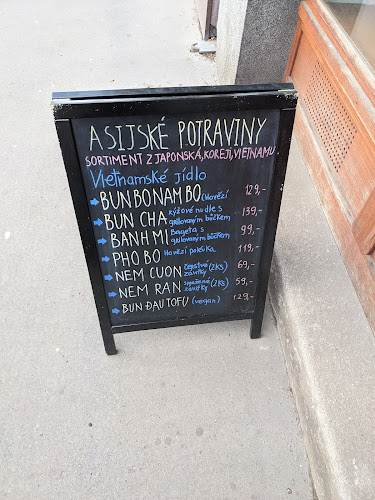 ASIJSKÉ POTRAVINY
SORTIMENT Z JAPONSKÁ, KOREJÍ, VIETNAMU
Vietnamské jídlo
BUN BO NAM BO (hovězí 129,-
BUN CHA Rýžové nudle s grilovaným bůčkem 139,-
BANH MI Bageta s grilovaným bůčkem 99,-
PHO BO Hovězí polévka 119,-
NEM CUON čerstvé závitky (2ks) 69,-
NEM RAN smažené závitky (2ks) 59,-
BUN ĐAU TOFU (vegan) 129,-